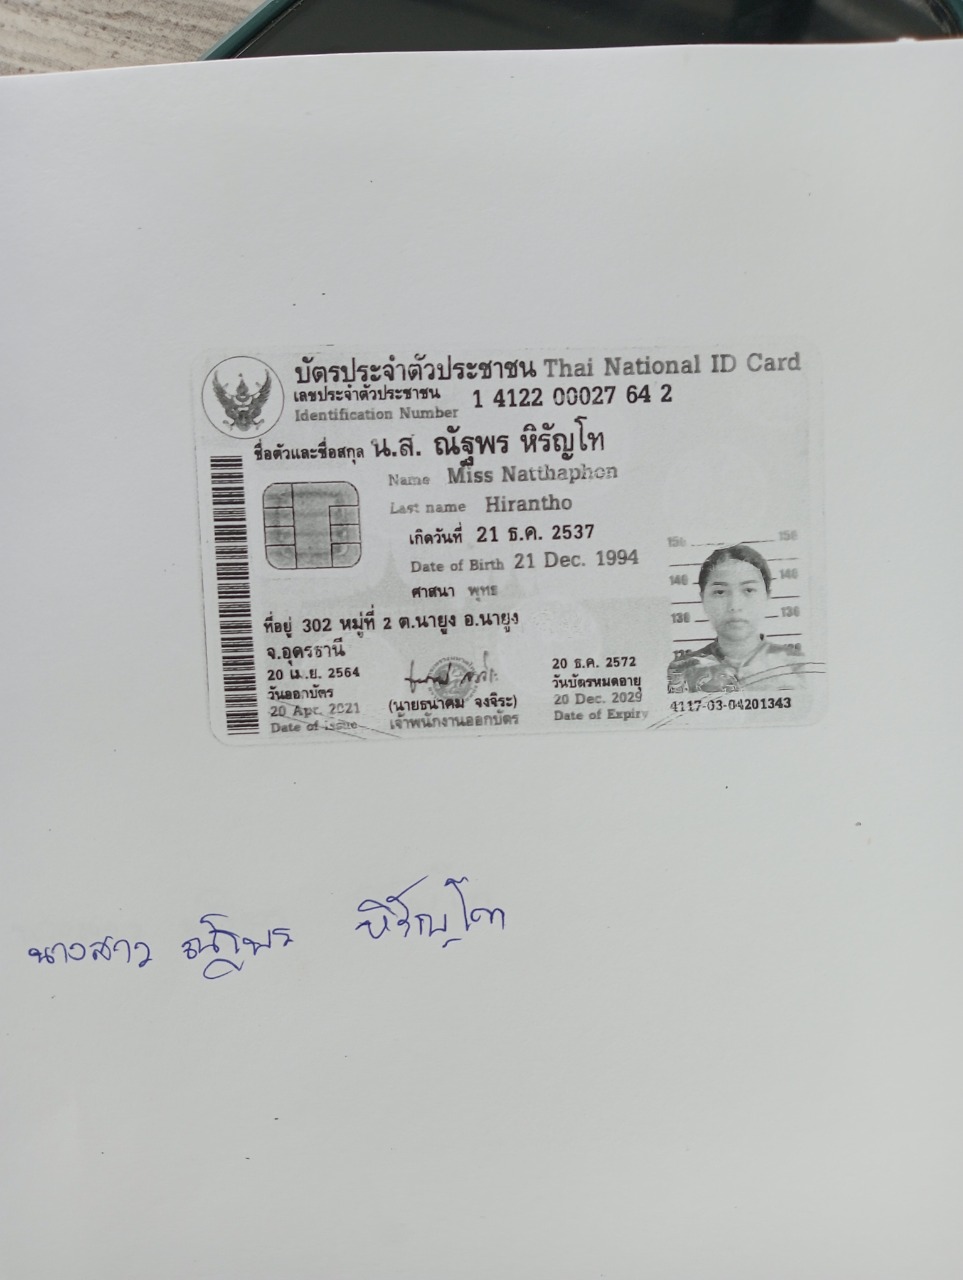 บัตรประจำตัวประชาชน Thai National ID Card
เลขประจำตัวประชาชน
Identification Number
1 4122 00027 64 2
ชื่อตัวและชื่อสกุล น.ส. ณัฐพร หิรัญโท
Name Miss Natthaphon
Last name Hirantho
เกิดวันที่ 21 ธ.ค. 2537
Date of Birth 21 Dec. 1994
ศาสนา พุทธ
ที่อยู่ 302 หมู่ที่ 2 ต.นายูง อ.นายูง
จ.อุดรธานี
20 เม.ย. 2564
วันออกบัตร
20 Apr. 2021
Date of Issue
(นายธนาคม จงจิระ)
เจ้าพนักงานออกบัตร
20 ธ.ค. 2572
วันบัตรหมดอายุ
20 Dec. 2029
Date of Expiry
150 150
140 140
130 130
4117-03-04201343
นางสาว ณัฐพร หิรัญโท